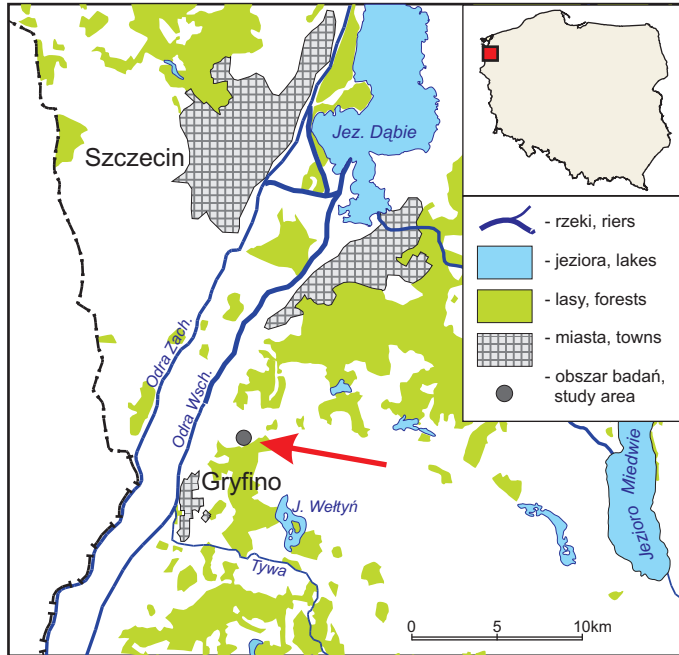 Jez. Dąbie
Szczecin
- rzeki, riers
- jeziora, lakes
- lasy, forests
- miasta, towns
- obszar badań,
study area
Odra Zach.
Odra Wsch.
Gryfino
J. Wełtyń
Tywa
Jezioro Miedwie
0 5 10km